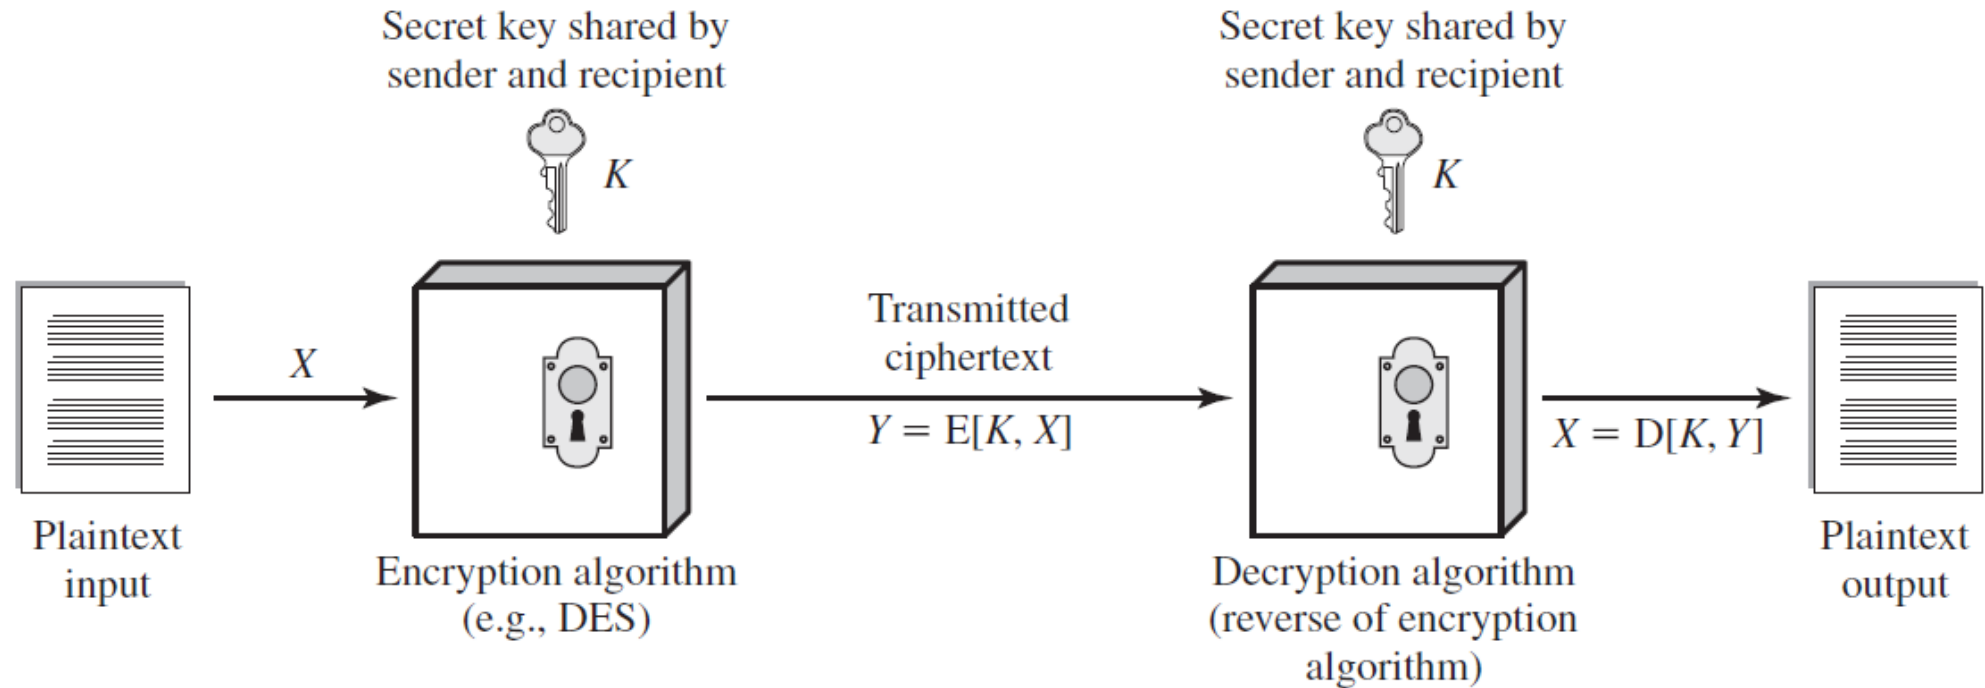 Secret key shared by
sender and recipient
K
Secret key shared by
sender and recipient
K
X
Transmitted
ciphertext
Y = E[K, X]
X = D[K, Y]
Plaintext
input
Encryption algorithm
(e.g., DES)
Decryption algorithm
(reverse of encryption
algorithm)
Plaintext
output